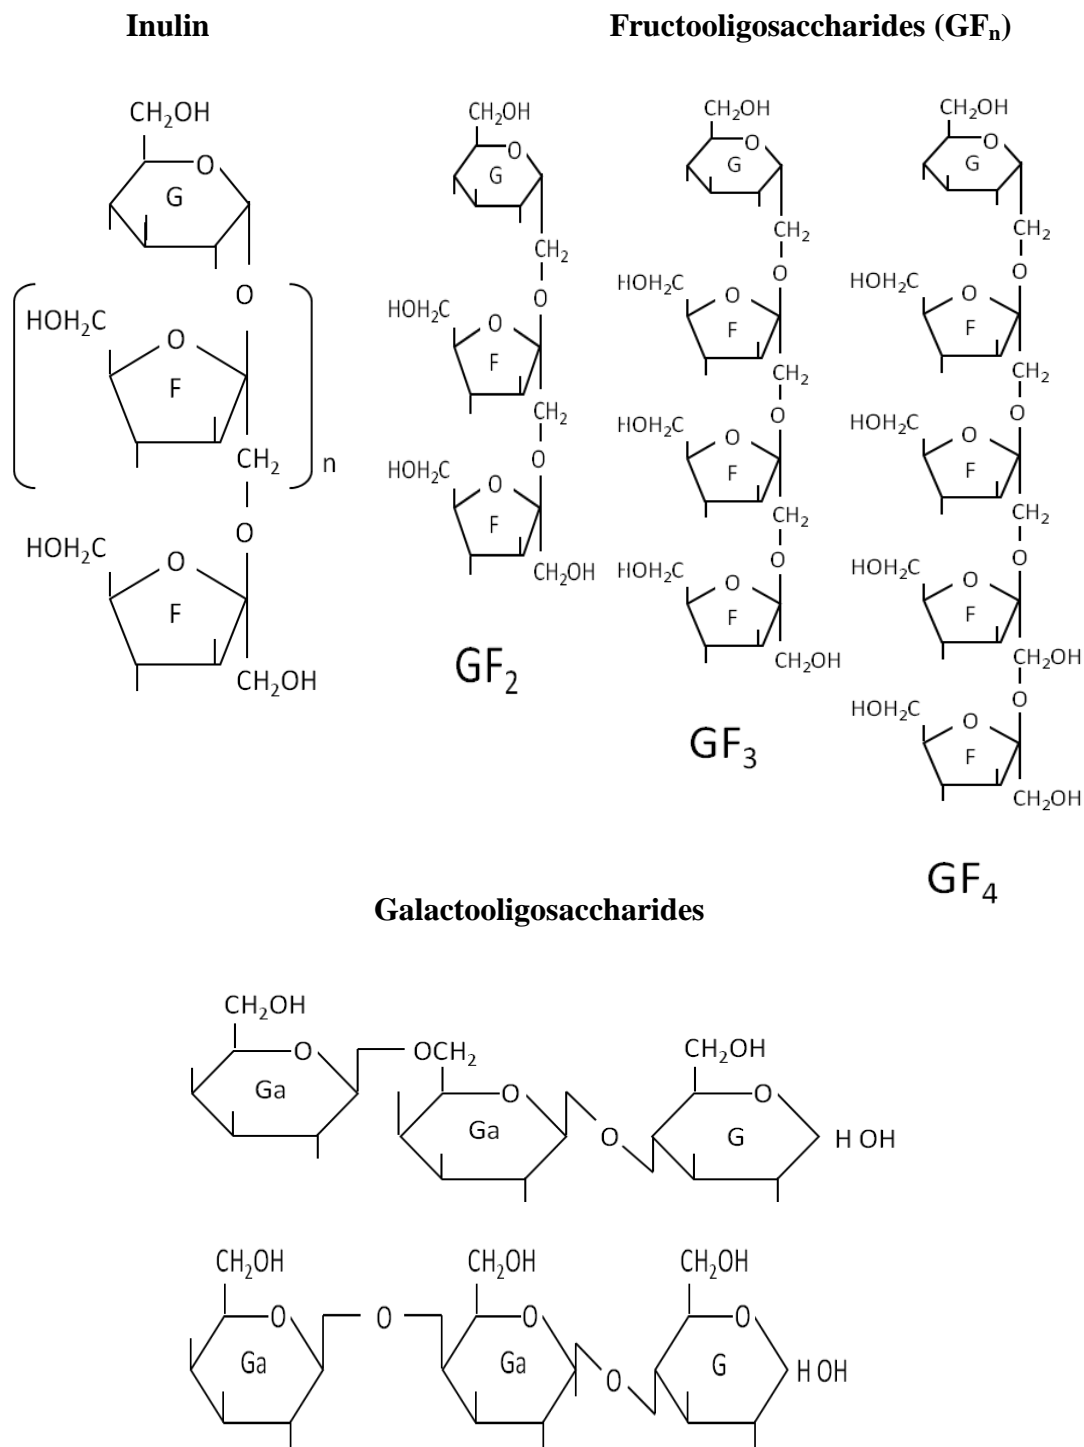 Inulin
CH₂OH
O
G
O
HOH₂C
O
F
CH₂
n
O
HOH₂C
O
F
CH₂OH
Fructooligosaccharides (GFₙ)
CH₂OH
O
G
CH₂
O
HOH₂C
O
F
CH₂
O
HOH₂C
O
F
CH₂OH
GF₂
CH₂OH
O
G
CH₂
O
HOH₂C
O
F
CH₂
O
HOH₂C
O
F
CH₂
O
HOH₂C
O
F
CH₂OH
GF₃
CH₂OH
O
G
CH₂
O
HOH₂C
O
F
CH₂
O
HOH₂C
O
F
CH₂
O
HOH₂C
O
F
CH₂OH
O
HOH₂C
O
F
CH₂OH
GF₄
Galactooligosaccharides
CH₂OH
O
Ga
OCH₂
O
Ga
O
CH₂OH
O
G
H OH
CH₂OH
O
Ga
O
CH₂OH
O
Ga
O
CH₂OH
O
G
H OH